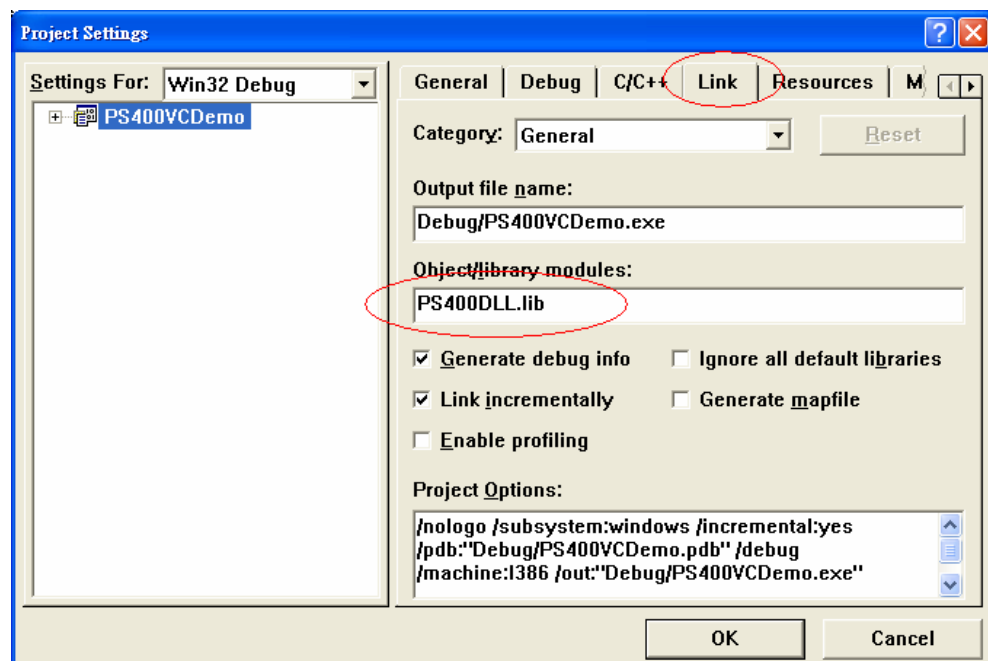 Project Settings
Settings For: Win32 Debug
PS400VCDemo
General Debug C/C++ Link Resources M
Category: General Reset
Output file name:
Debug/PS400VCDemo.exe
Object/library modules:
PS400DLL.lib
Generate debug info Ignore all default libraries
Link incrementally Generate mapfile
Enable profiling
Project Options:
/nologo /subsystem:windows /incremental:yes
/pdb:"Debug/PS400VCDemo.pdb" /debug
/machine:I386 /out:"Debug/PS400VCDemo.exe"
OK Cancel